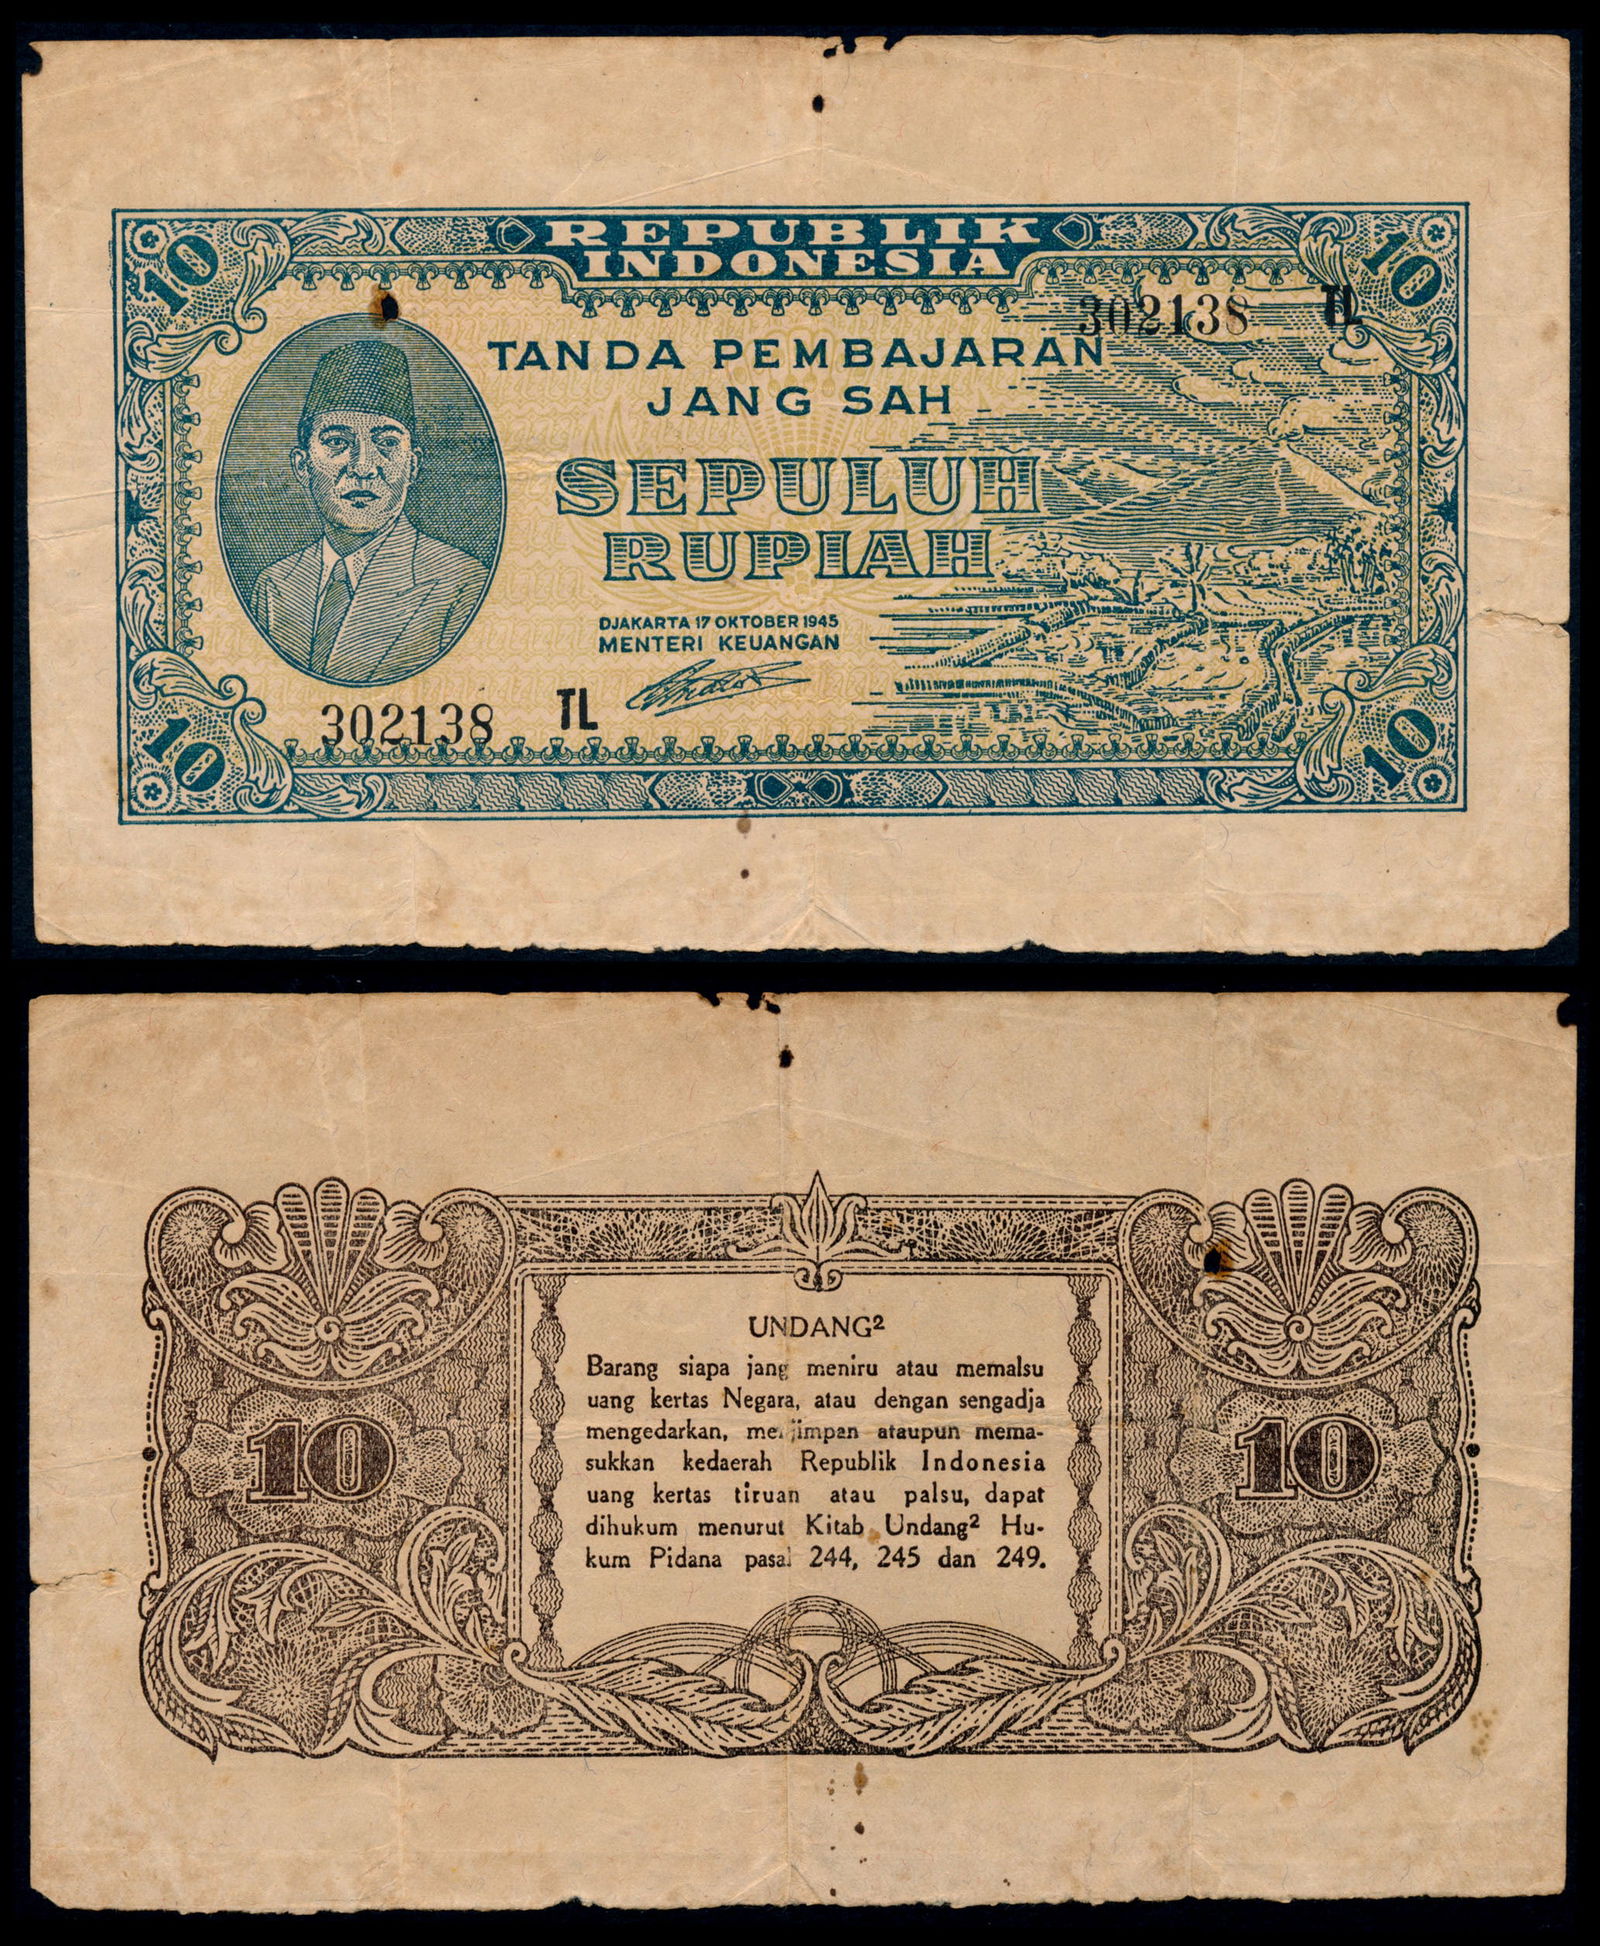 10
REPUBLIK
INDONESIA
10
302138 TL
TANDA PEMBAJARAN
JANG SAH
SEPULUH
RUPIAH
DJAKARTA 17 OKTOBER 1945
MENTERI KEUANGAN
302138 TL
10
10
UNDANG²
Barang siapa jang meniru atau memalsu
uang kertas Negara, atau dengan sengadja
mengedarkan, menjimpan ataupun mema-
sukkan kedaerah Republik Indonesia
uang kertas tiruan atau palsu, dapat
dihukum menurut Kitab Undang² Hu-
kum Pidana pasal 244, 245 dan 249.
10
10